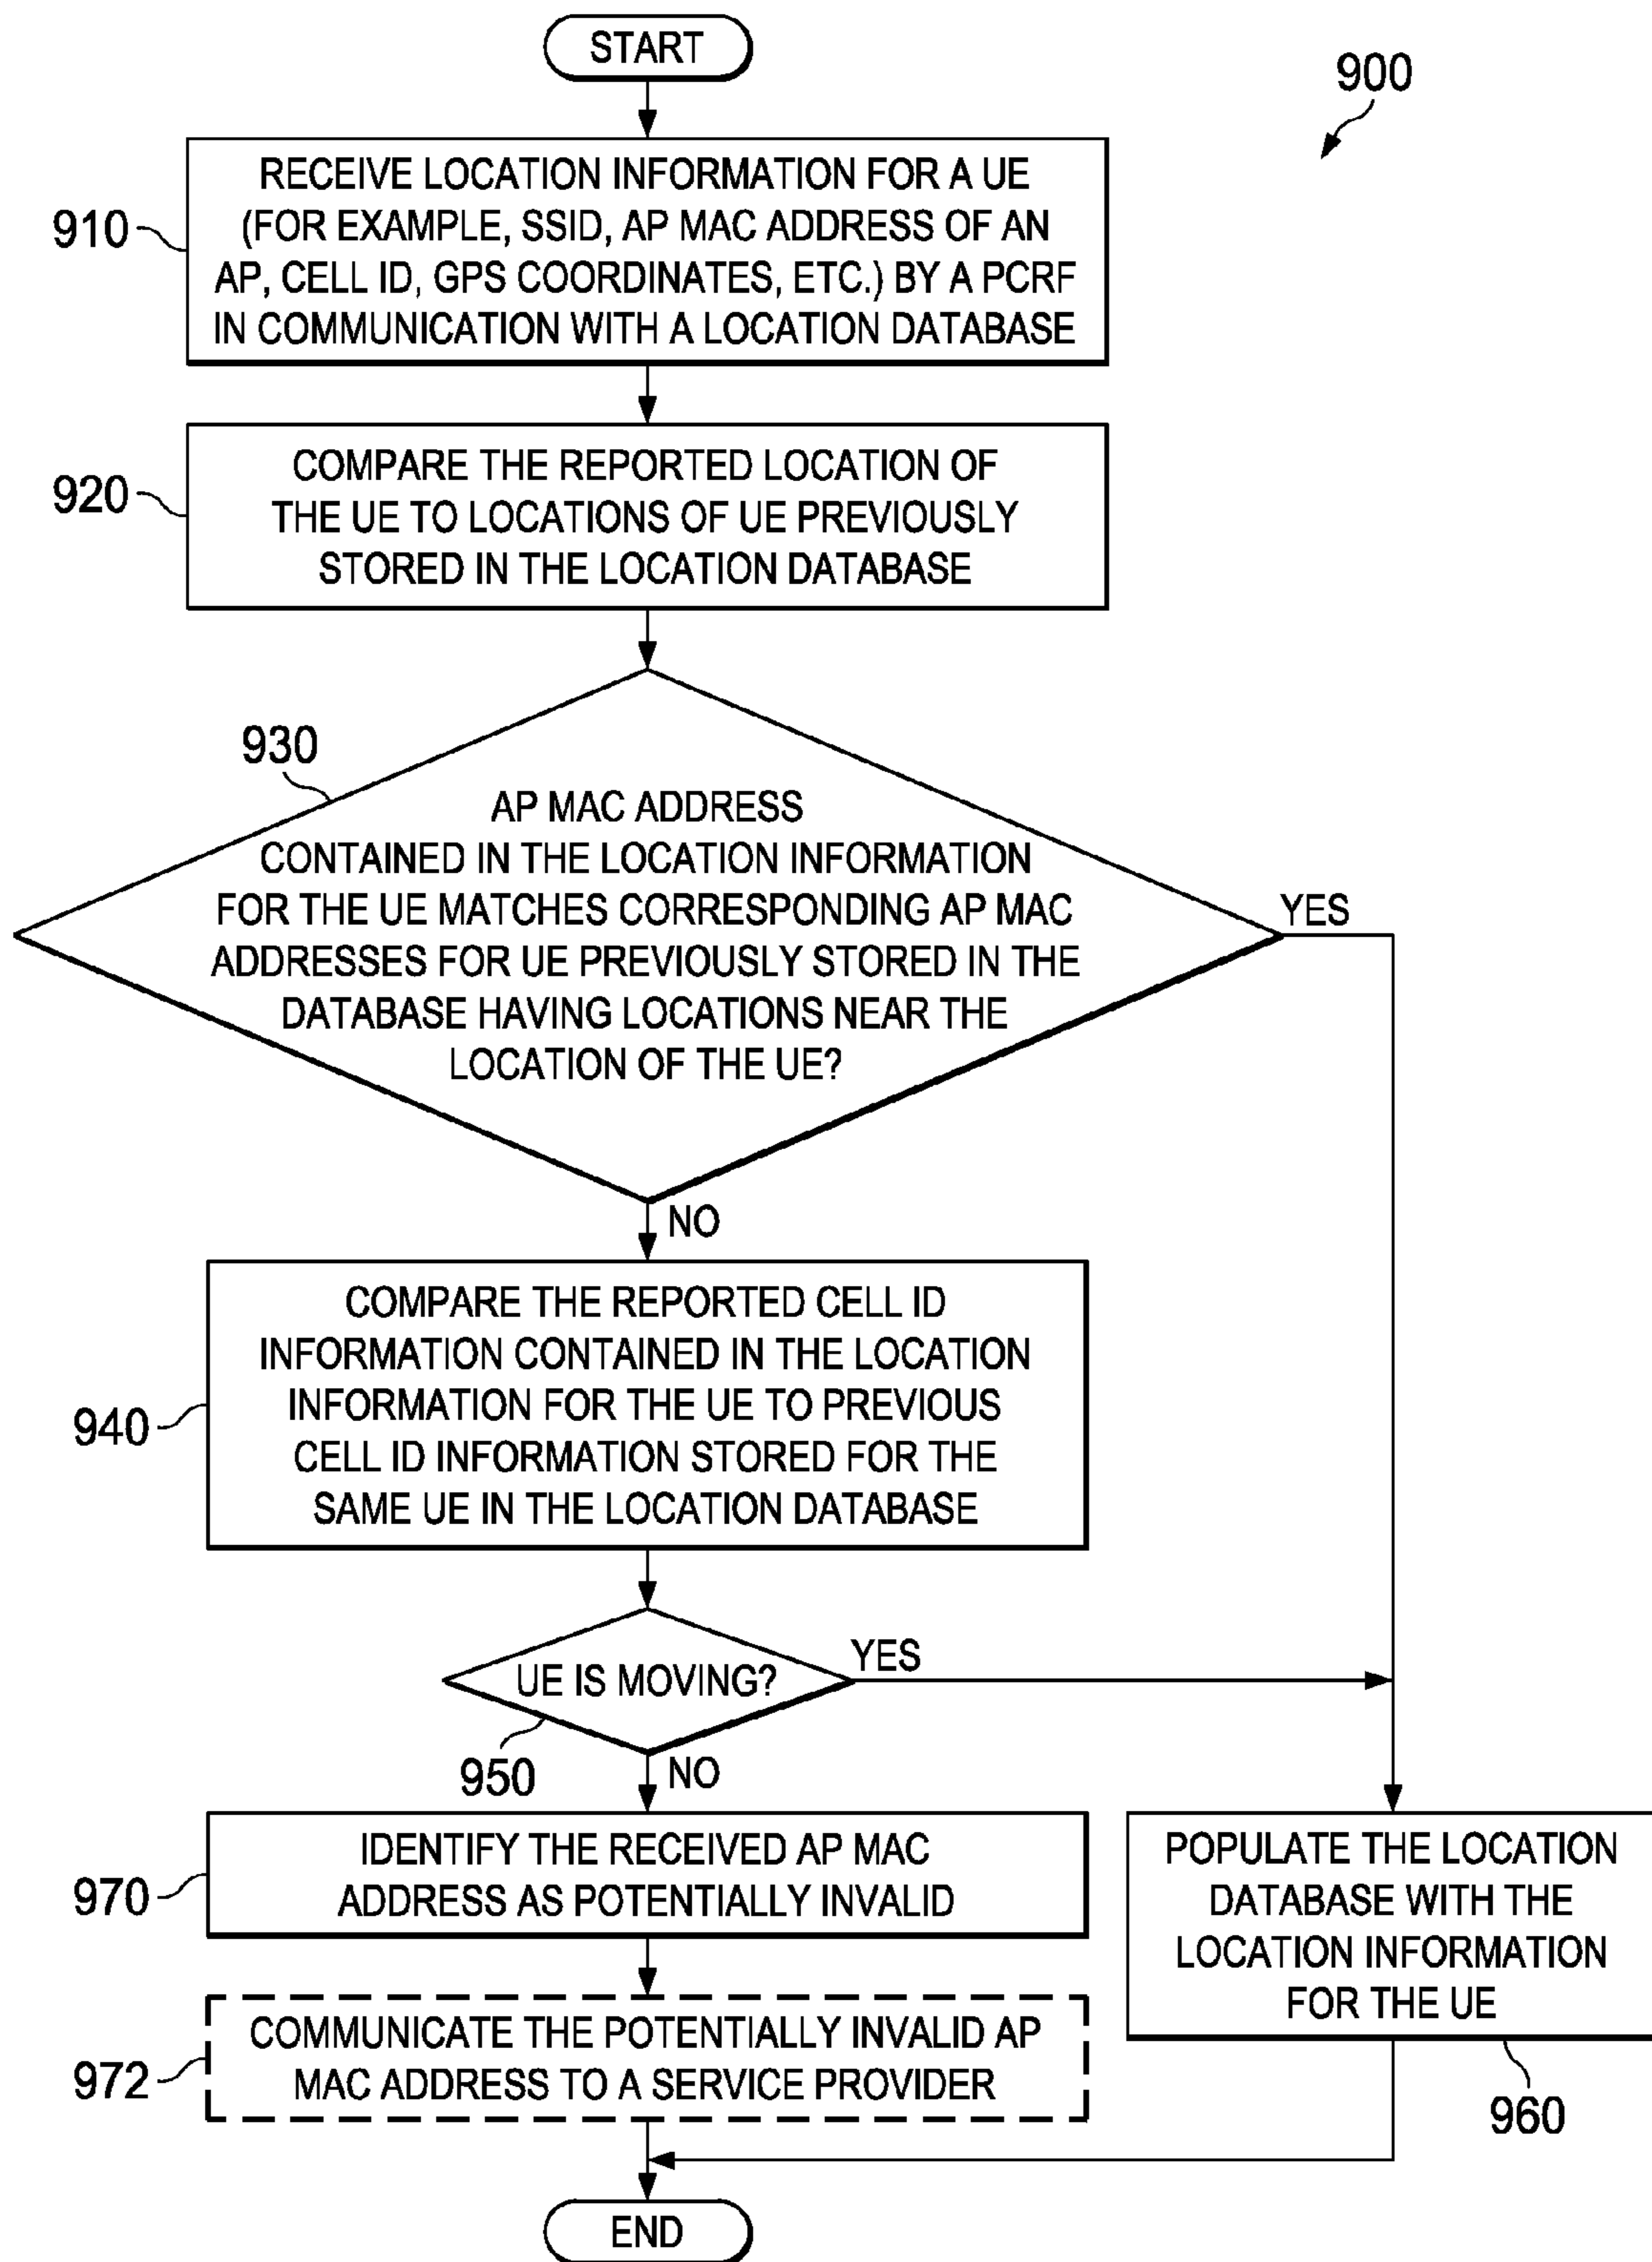 START
900
910
RECEIVE LOCATION INFORMATION FOR A UE
(FOR EXAMPLE, SSID, AP MAC ADDRESS OF AN
AP, CELL ID, GPS COORDINATES, ETC.) BY A PCRF
IN COMMUNICATION WITH A LOCATION DATABASE
920
COMPARE THE REPORTED LOCATION OF
THE UE TO LOCATIONS OF UE PREVIOUSLY
STORED IN THE LOCATION DATABASE
930
AP MAC ADDRESS
CONTAINED IN THE LOCATION INFORMATION
FOR THE UE MATCHES CORRESPONDING AP MAC
ADDRESSES FOR UE PREVIOUSLY STORED IN THE
DATABASE HAVING LOCATIONS NEAR THE
LOCATION OF THE UE?
YES
NO
940
COMPARE THE REPORTED CELL ID
INFORMATION CONTAINED IN THE LOCATION
INFORMATION FOR THE UE TO PREVIOUS
CELL ID INFORMATION STORED FOR THE
SAME UE IN THE LOCATION DATABASE
UE IS MOVING?
YES
950
NO
970
IDENTIFY THE RECEIVED AP MAC
ADDRESS AS POTENTIALLY INVALID
POPULATE THE LOCATION
DATABASE WITH THE
LOCATION INFORMATION
FOR THE UE
960
972
COMMUNICATE THE POTENTIALLY INVALID AP
MAC ADDRESS TO A SERVICE PROVIDER
END